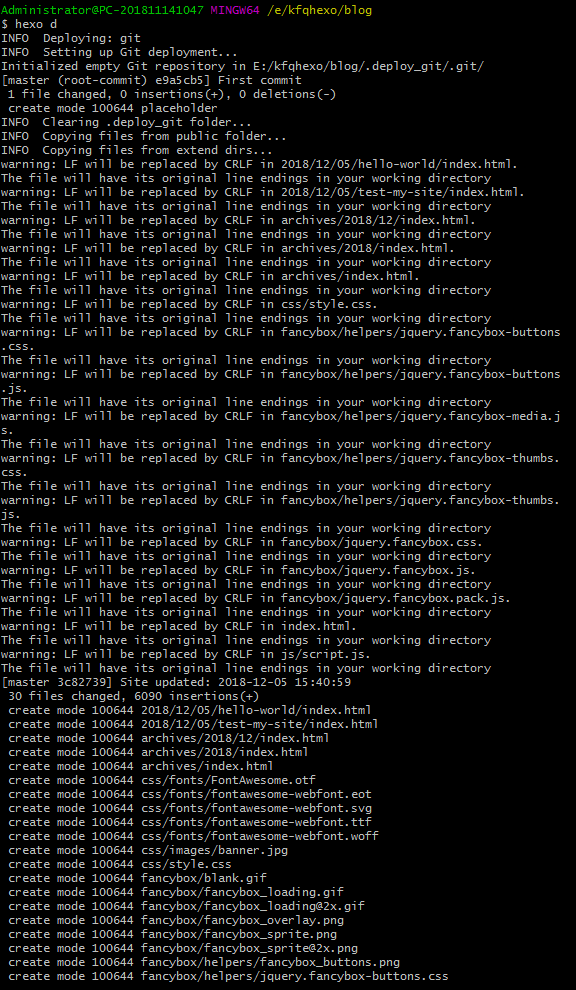 Administrator@PC-201811141047 MINGW64 /e/kfqhexo/blog
$ hexo d
INFO  Deploying: git
INFO  Setting up Git deployment...
Initialized empty Git repository in E:/kfqhexo/blog/.deploy_git/.git/
[master (root-commit) e9a5cb5] First commit
 1 file changed, 0 insertions(+), 0 deletions(-)
 create mode 100644 placeholder
INFO  Clearing .deploy_git folder...
INFO  Copying files from public folder...
INFO  Copying files from extend dirs...
warning: LF will be replaced by CRLF in 2018/12/05/hello-world/index.html.
The file will have its original line endings in your working directory
warning: LF will be replaced by CRLF in 2018/12/05/test-my-site/index.html.
The file will have its original line endings in your working directory
warning: LF will be replaced by CRLF in archives/2018/12/index.html.
The file will have its original line endings in your working directory
warning: LF will be replaced by CRLF in archives/2018/index.html.
The file will have its original line endings in your working directory
warning: LF will be replaced by CRLF in archives/index.html.
The file will have its original line endings in your working directory
warning: LF will be replaced by CRLF in css/style.css.
The file will have its original line endings in your working directory
warning: LF will be replaced by CRLF in fancybox/helpers/jquery.fancybox-buttons
.css.
The file will have its original line endings in your working directory
warning: LF will be replaced by CRLF in fancybox/helpers/jquery.fancybox-buttons
.js.
The file will have its original line endings in your working directory
warning: LF will be replaced by CRLF in fancybox/helpers/jquery.fancybox-media.j
s.
The file will have its original line endings in your working directory
warning: LF will be replaced by CRLF in fancybox/helpers/jquery.fancybox-thumbs.
css.
The file will have its original line endings in your working directory
warning: LF will be replaced by CRLF in fancybox/helpers/jquery.fancybox-thumbs.
js.
The file will have its original line endings in your working directory
warning: LF will be replaced by CRLF in fancybox/jquery.fancybox.css.
The file will have its original line endings in your working directory
warning: LF will be replaced by CRLF in fancybox/jquery.fancybox.js.
The file will have its original line endings in your working directory
warning: LF will be replaced by CRLF in fancybox/jquery.fancybox.pack.js.
The file will have its original line endings in your working directory
warning: LF will be replaced by CRLF in index.html.
The file will have its original line endings in your working directory
warning: LF will be replaced by CRLF in js/script.js.
The file will have its original line endings in your working directory
[master 3c82739] Site updated: 2018-12-05 15:40:59
 30 files changed, 6090 insertions(+)
 create mode 100644 2018/12/05/hello-world/index.html
 create mode 100644 2018/12/05/test-my-site/index.html
 create mode 100644 archives/2018/12/index.html
 create mode 100644 archives/2018/index.html
 create mode 100644 archives/index.html
 create mode 100644 css/fonts/FontAwesome.otf
 create mode 100644 css/fonts/fontawesome-webfont.eot
 create mode 100644 css/fonts/fontawesome-webfont.svg
 create mode 100644 css/fonts/fontawesome-webfont.ttf
 create mode 100644 css/fonts/fontawesome-webfont.woff
 create mode 100644 css/images/banner.jpg
 create mode 100644 css/style.css
 create mode 100644 fancybox/blank.gif
 create mode 100644 fancybox/fancybox_loading.gif
 create mode 100644 fancybox/fancybox_loading@2x.gif
 create mode 100644 fancybox/fancybox_overlay.png
 create mode 100644 fancybox/fancybox_sprite.png
 create mode 100644 fancybox/fancybox_sprite@2x.png
 create mode 100644 fancybox/helpers/fancybox_buttons.png
 create mode 100644 fancybox/helpers/jquery.fancybox-buttons.css